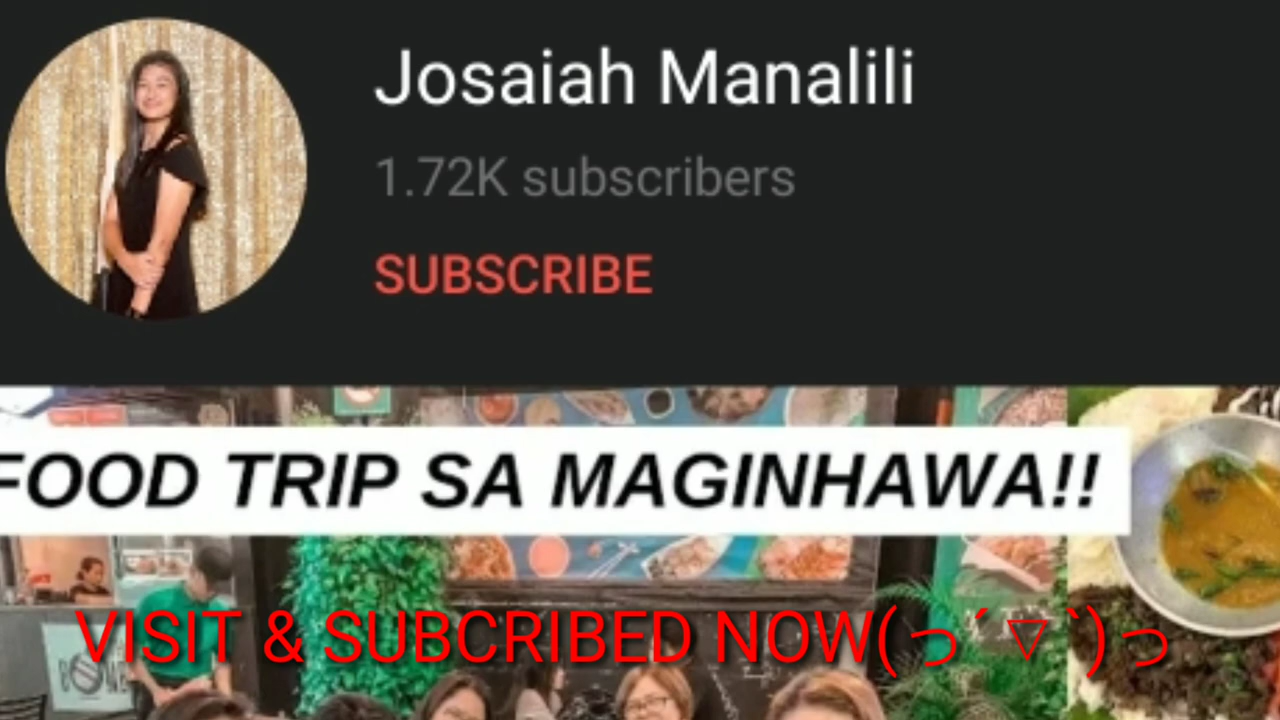 Josaiah Manalili
1.72K subscribers
SUBSCRIBE
FOOD TRIP SA MAGINHAWA!!
VISIT & SUBCRIBED NOW(っ´▽`)っ